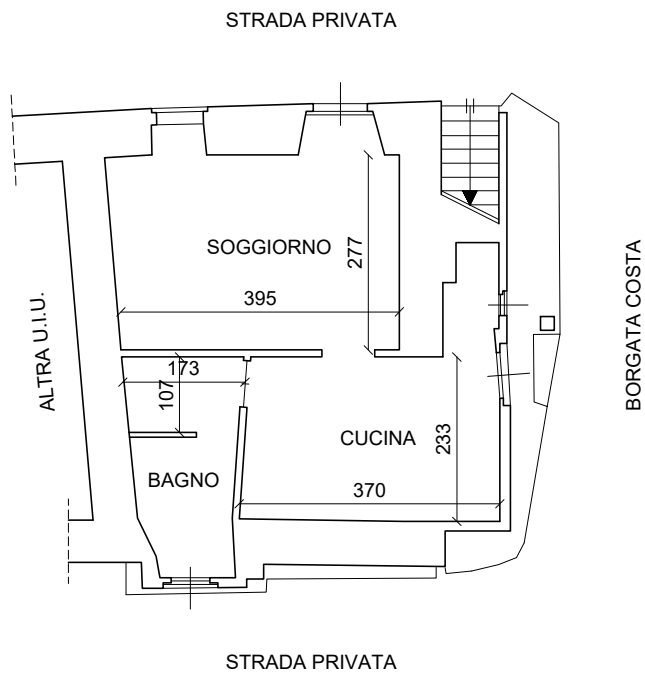 STRADA PRIVATA
SOGGIORNO
277
395
ALTRA U.I.U.
BORGATA COSTA
173
107
CUCINA
233
BAGNO
370
STRADA PRIVATA